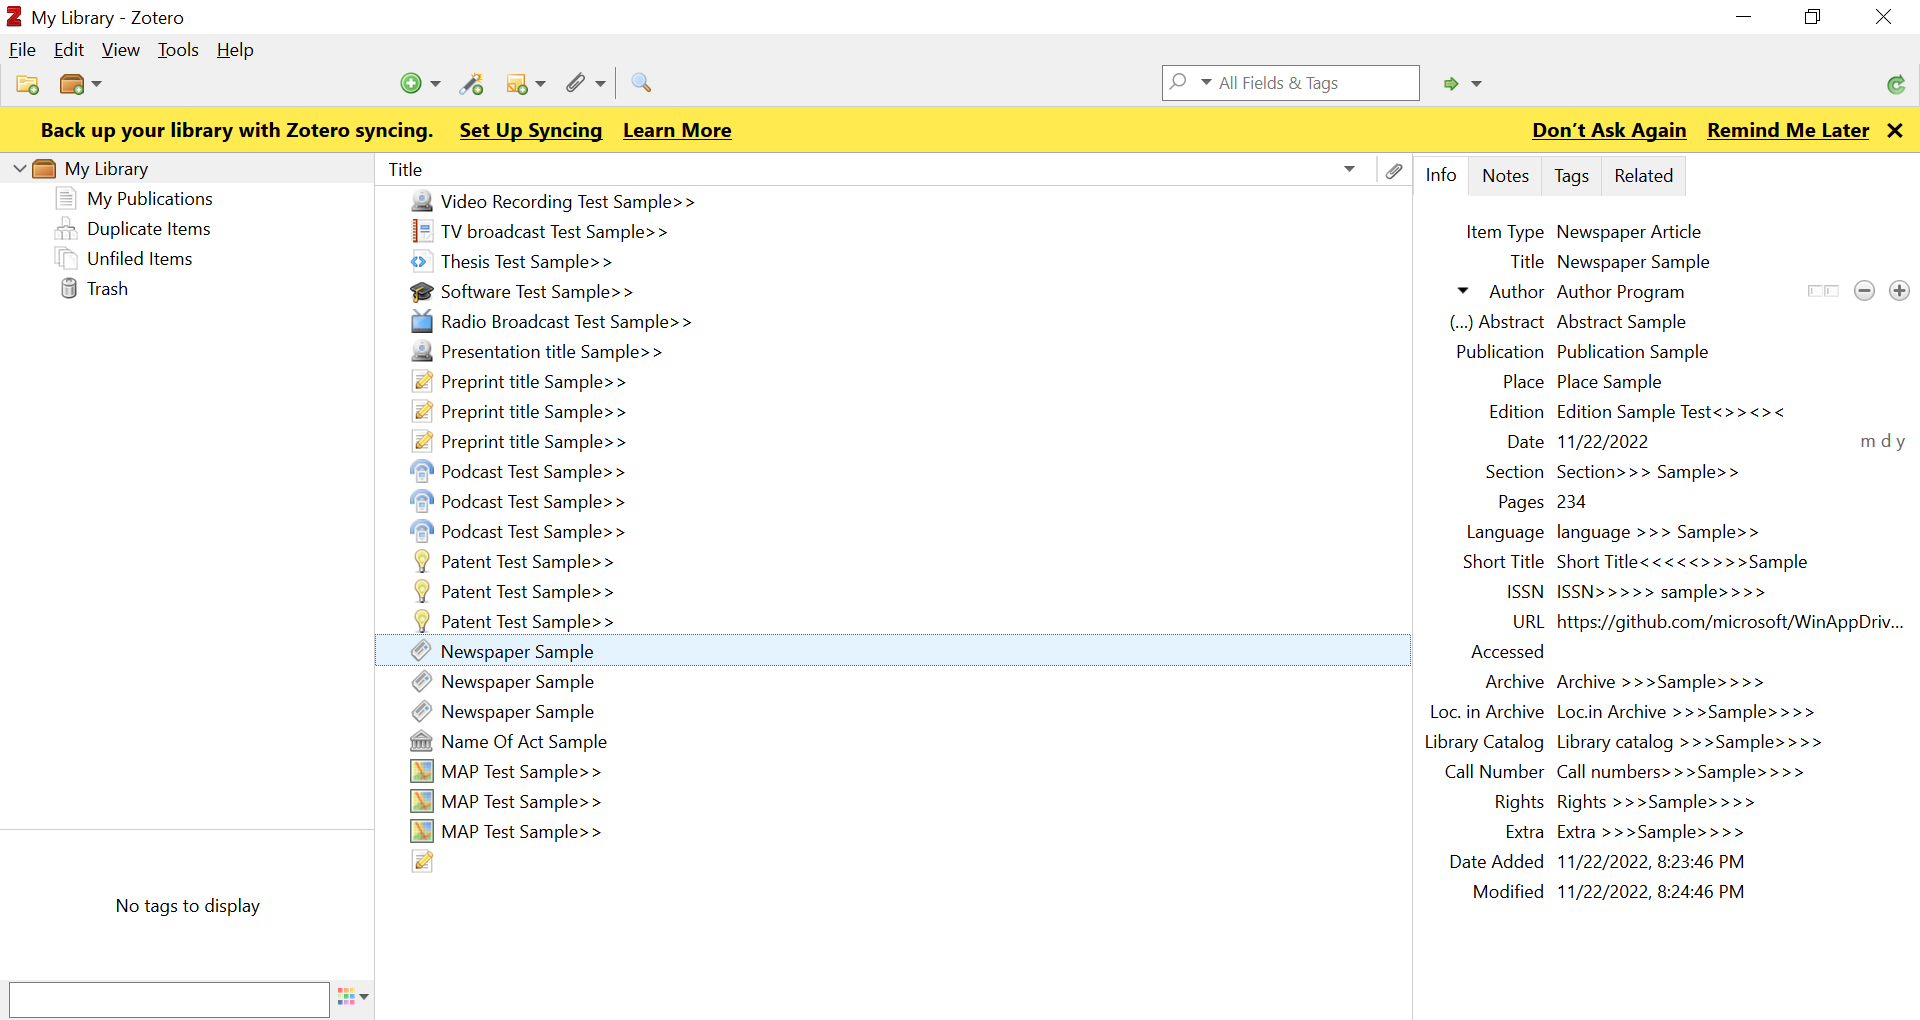 My Library - Zotero
File Edit View Tools Help
All Fields & Tags
Back up your library with Zotero syncing. Set Up Syncing Learn More Don't Ask Again Remind Me Later
My Library
My Publications
Duplicate Items
Unfiled Items
Trash
No tags to display
Title
Video Recording Test Sample>>
TV broadcast Test Sample>>
Thesis Test Sample>>
Software Test Sample>>
Radio Broadcast Test Sample>>
Presentation title Sample>>
Preprint title Sample>>
Preprint title Sample>>
Preprint title Sample>>
Podcast Test Sample>>
Podcast Test Sample>>
Podcast Test Sample>>
Patent Test Sample>>
Patent Test Sample>>
Patent Test Sample>>
Newspaper Sample
Newspaper Sample
Newspaper Sample
Name Of Act Sample
MAP Test Sample>>
MAP Test Sample>>
MAP Test Sample>>
Info Notes Tags Related
Item Type Newspaper Article
Title Newspaper Sample
Author Author Program
(...) Abstract Abstract Sample
Publication Publication Sample
Place Place Sample
Edition Edition Sample Test<>><><
Date 11/22/2022 m d y
Section Section>>> Sample>>
Pages 234
Language language >>> Sample>>
Short Title Short Title<<<<<>>>>Sample
ISSN ISSN>>>>> sample>>>>
URL https://github.com/microsoft/WinAppDriv...
Accessed
Archive Archive >>>Sample>>>>
Loc. in Archive Loc.in Archive >>>Sample>>>>
Library Catalog Library catalog >>>Sample>>>>
Call Number Call numbers>>>Sample>>>>
Rights Rights >>>Sample>>>>
Extra Extra >>>Sample>>>>
Date Added 11/22/2022, 8:23:46 PM
Modified 11/22/2022, 8:24:46 PM